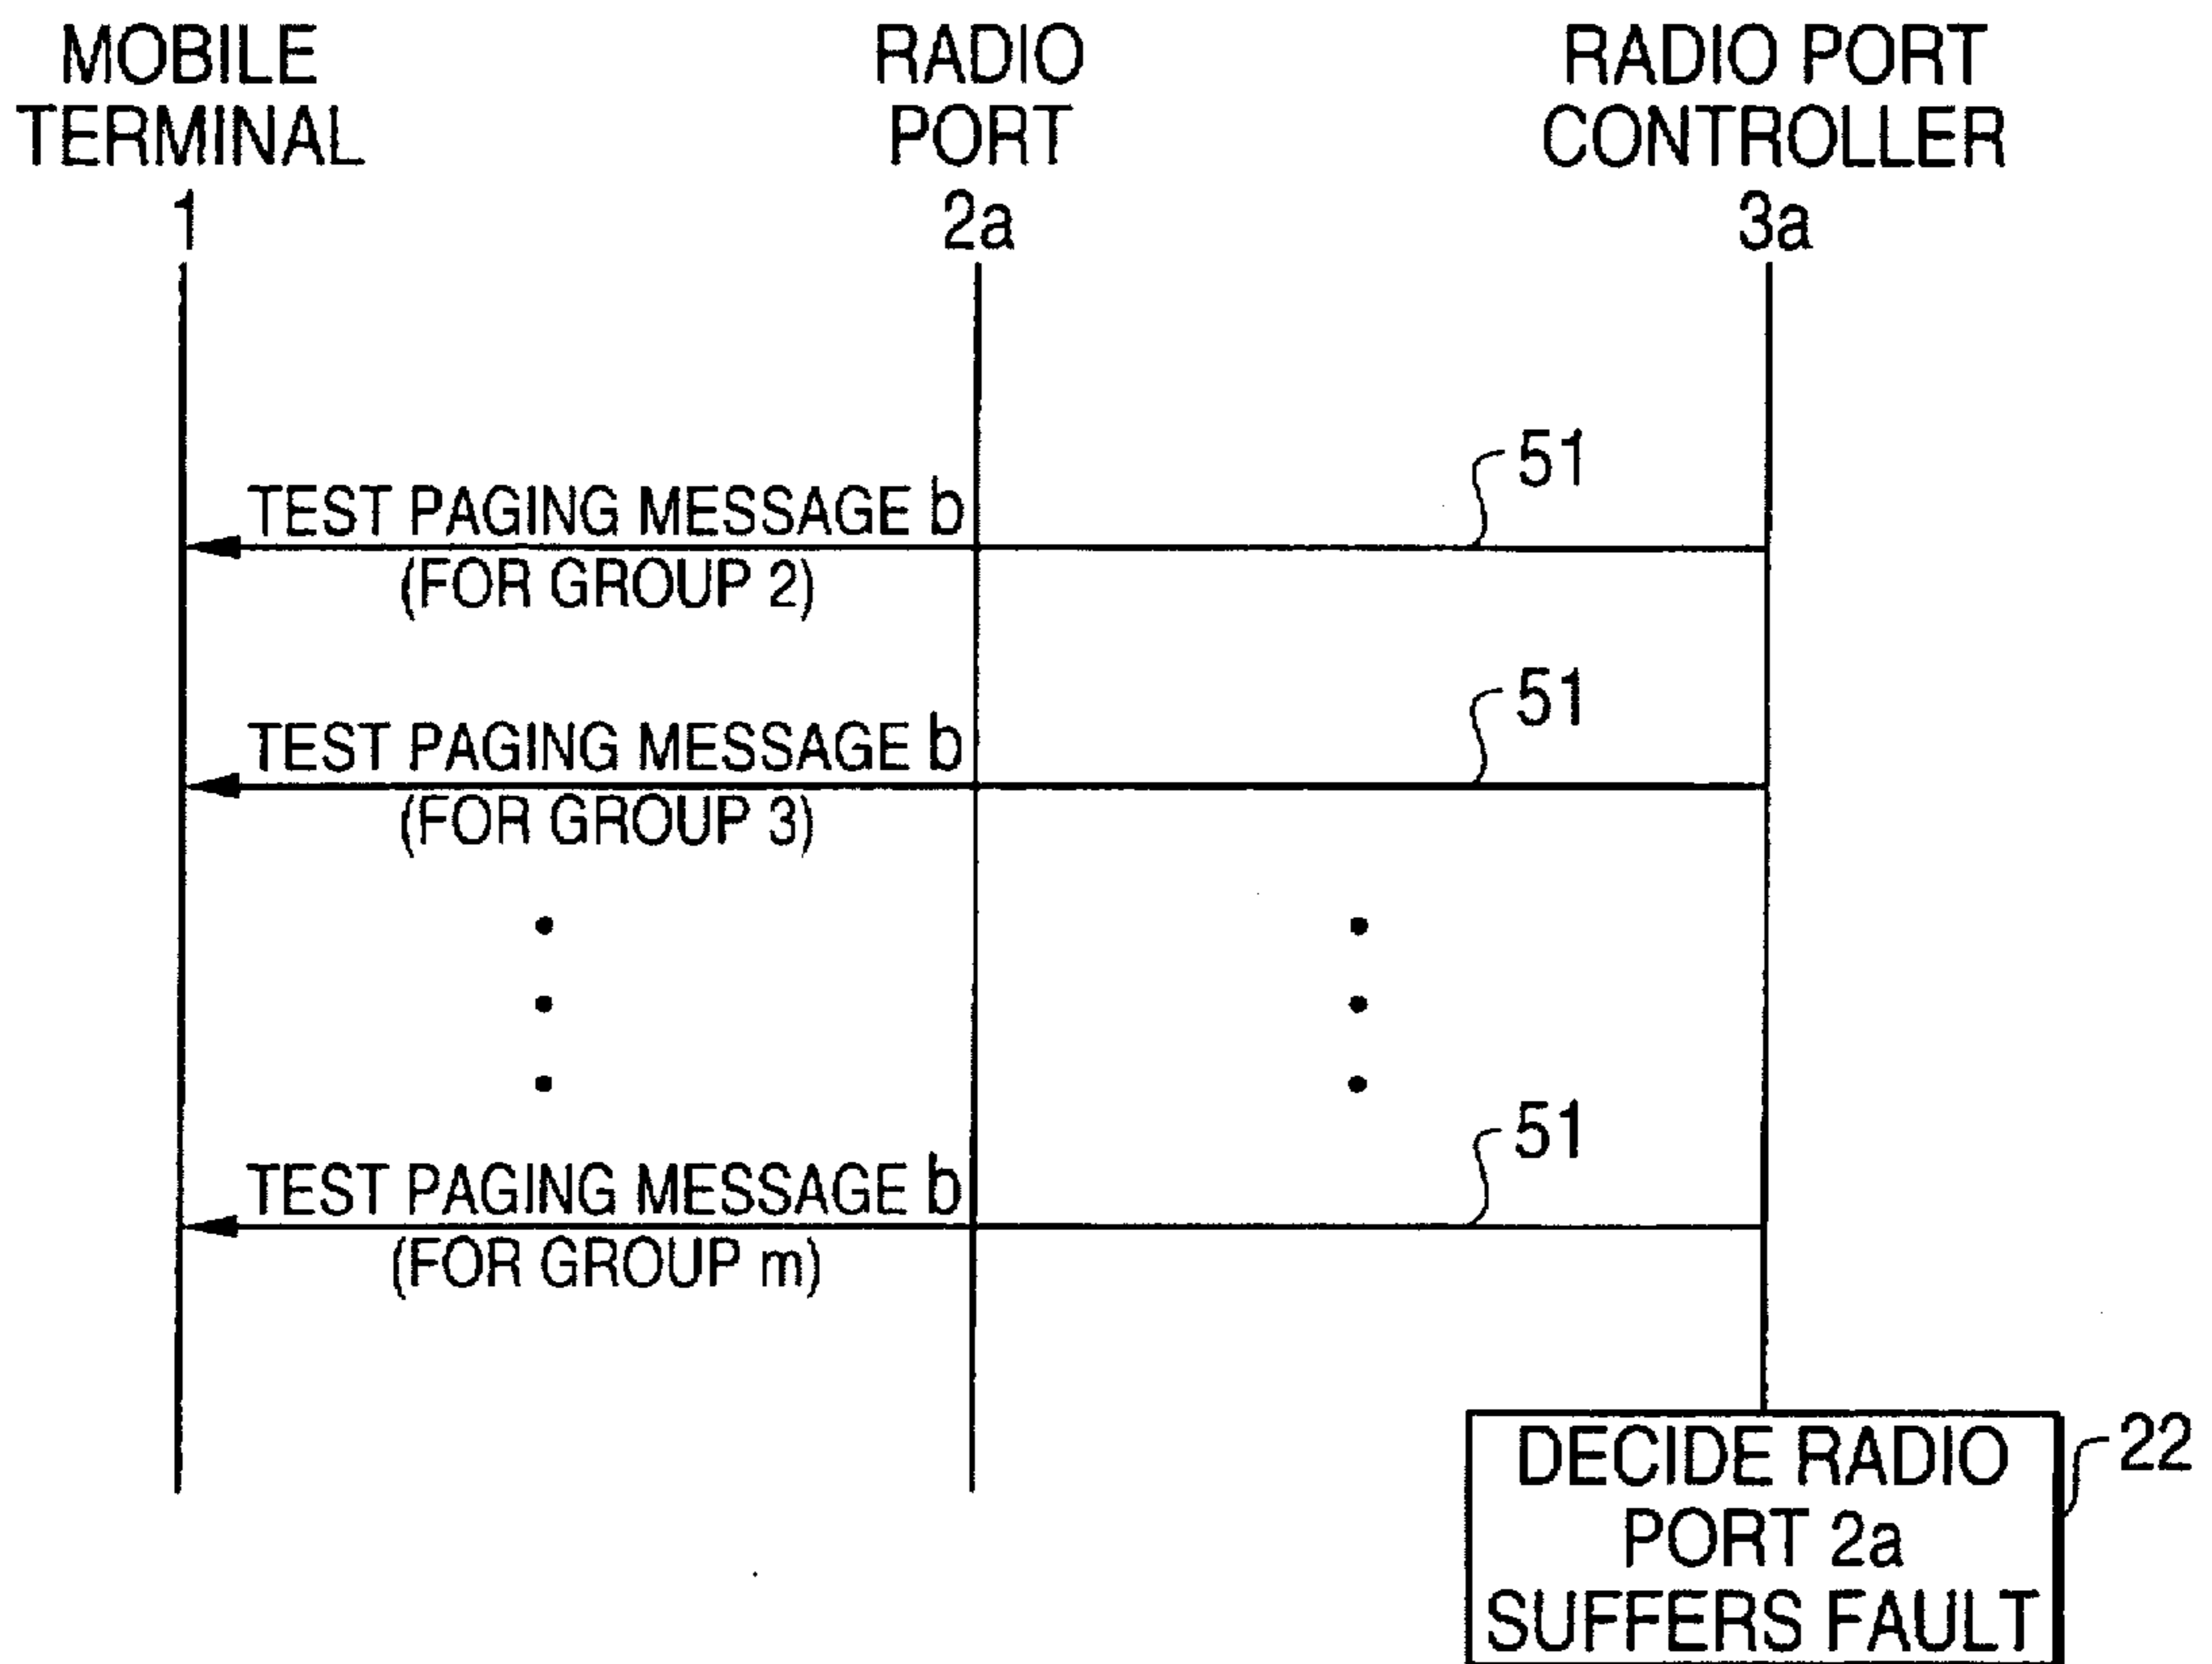 MOBILE
TERMINAL
1
RADIO
PORT
2a
RADIO PORT
CONTROLLER
3a
51
TEST PAGING MESSAGE b
(FOR GROUP 2)
51
TEST PAGING MESSAGE b
(FOR GROUP 3)
51
TEST PAGING MESSAGE b
(FOR GROUP m)
DECIDE RADIO
PORT 2a
SUFFERS FAULT
22